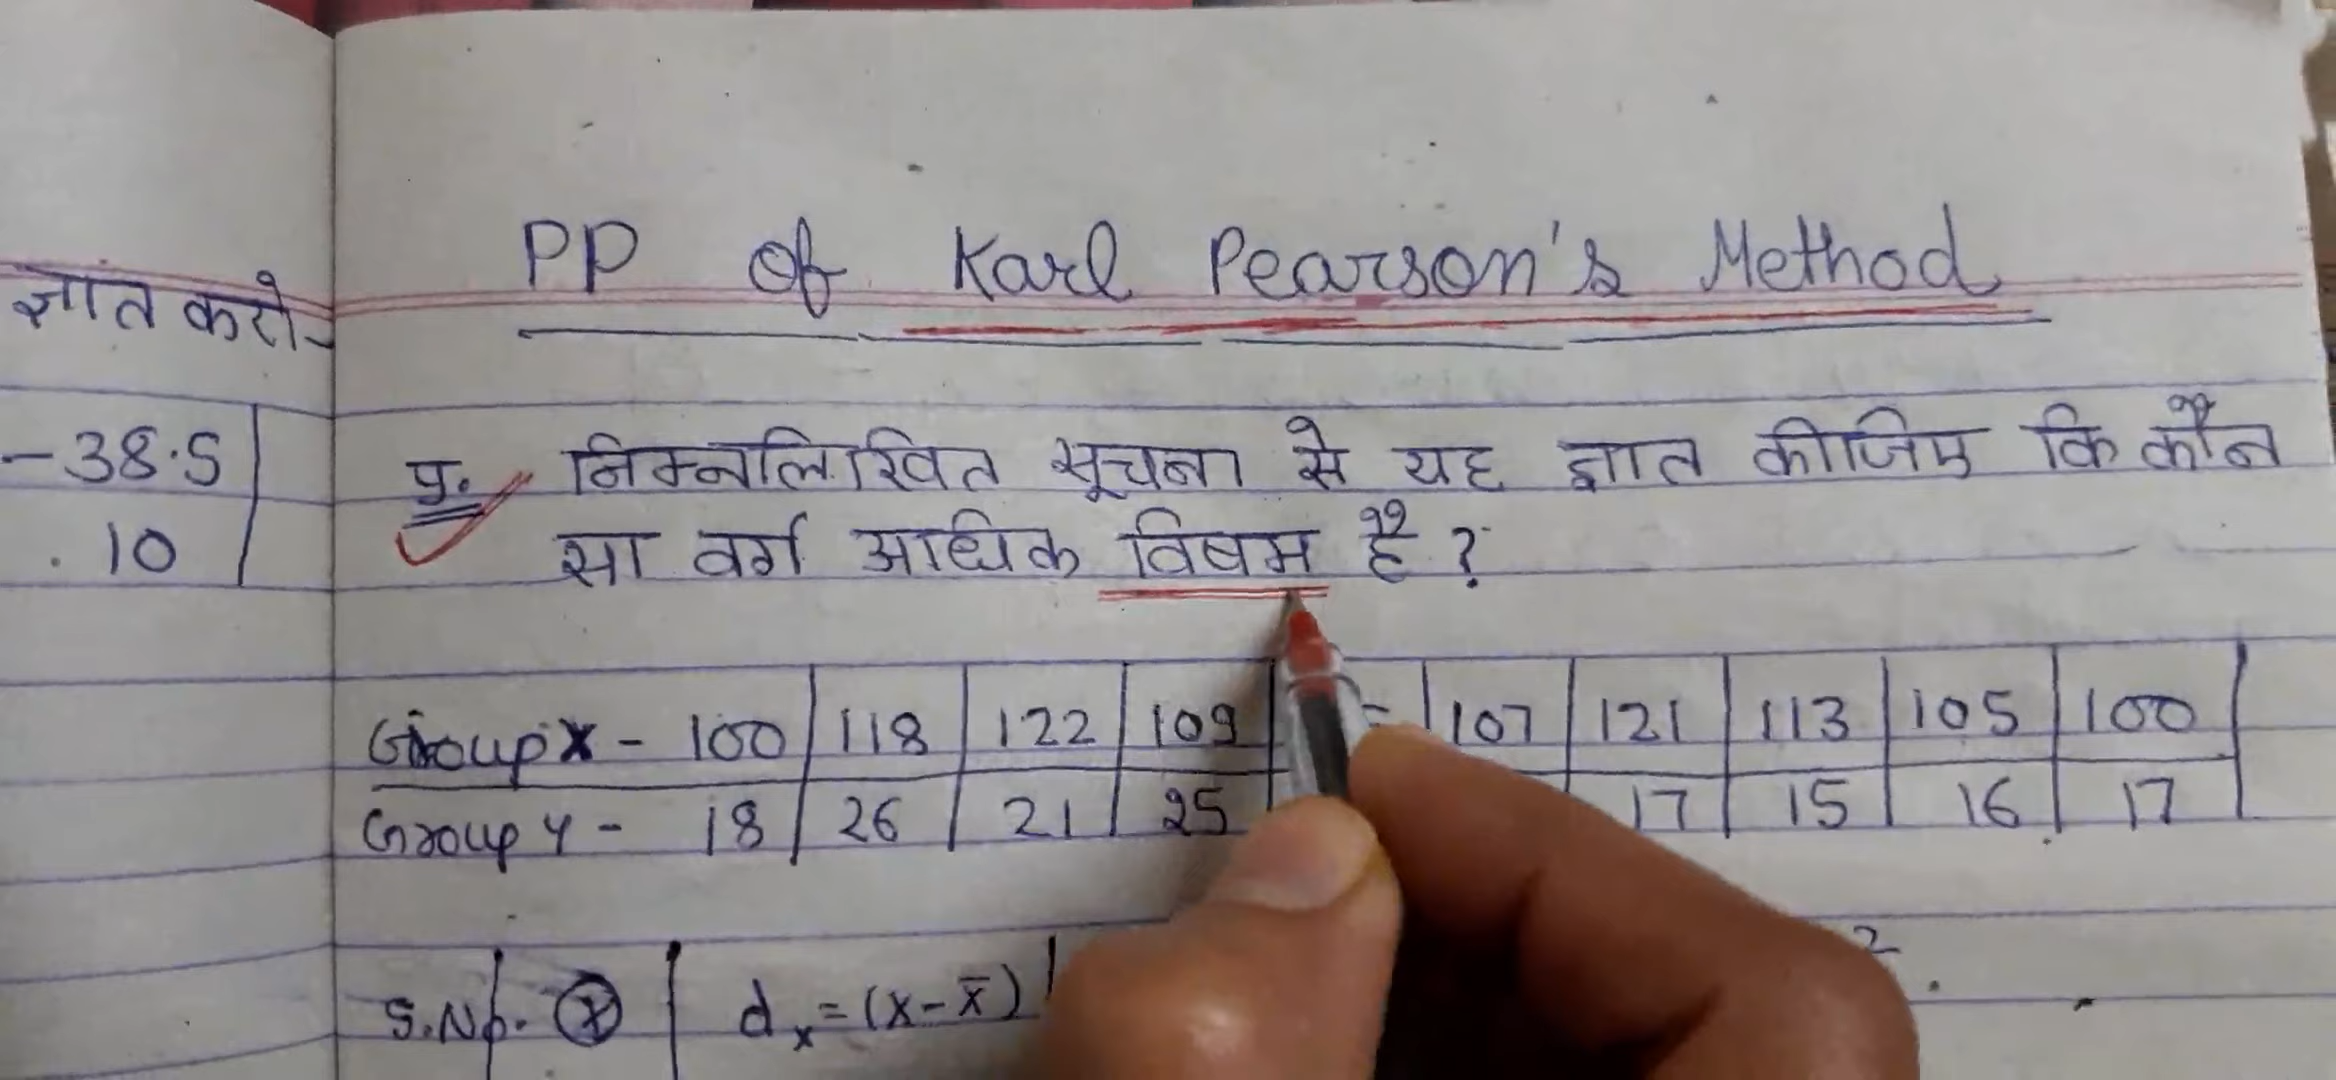 PP of Karl Pearson's Method
ज्ञात करो-
-38.5
. 10
प्र. निम्नलिखित सूचना से यह ज्ञात कीजिए कि कौन
सा वर्ग अधिक विषम है ?
Group X - 100 118 122 109 107 121 113 105 100
Group Y - 18 26 21 25 17 15 16 17
S.No. X dx = (x - x̄) 2